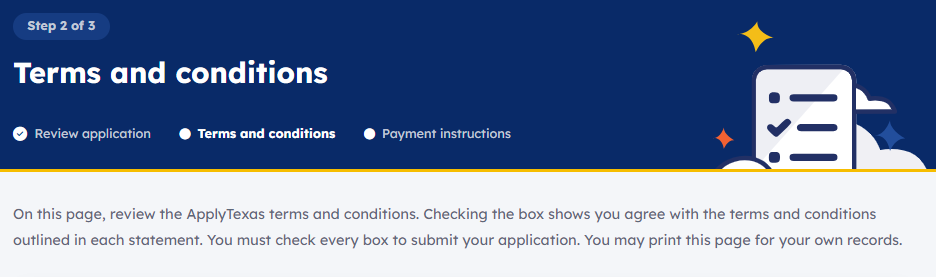 Step 2 of 3
Terms and conditions
Review application
Terms and conditions
Payment instructions
On this page, review the ApplyTexas terms and conditions. Checking the box shows you agree with the terms and conditions
outlined in each statement. You must check every box to submit your application. You may print this page for your own records.